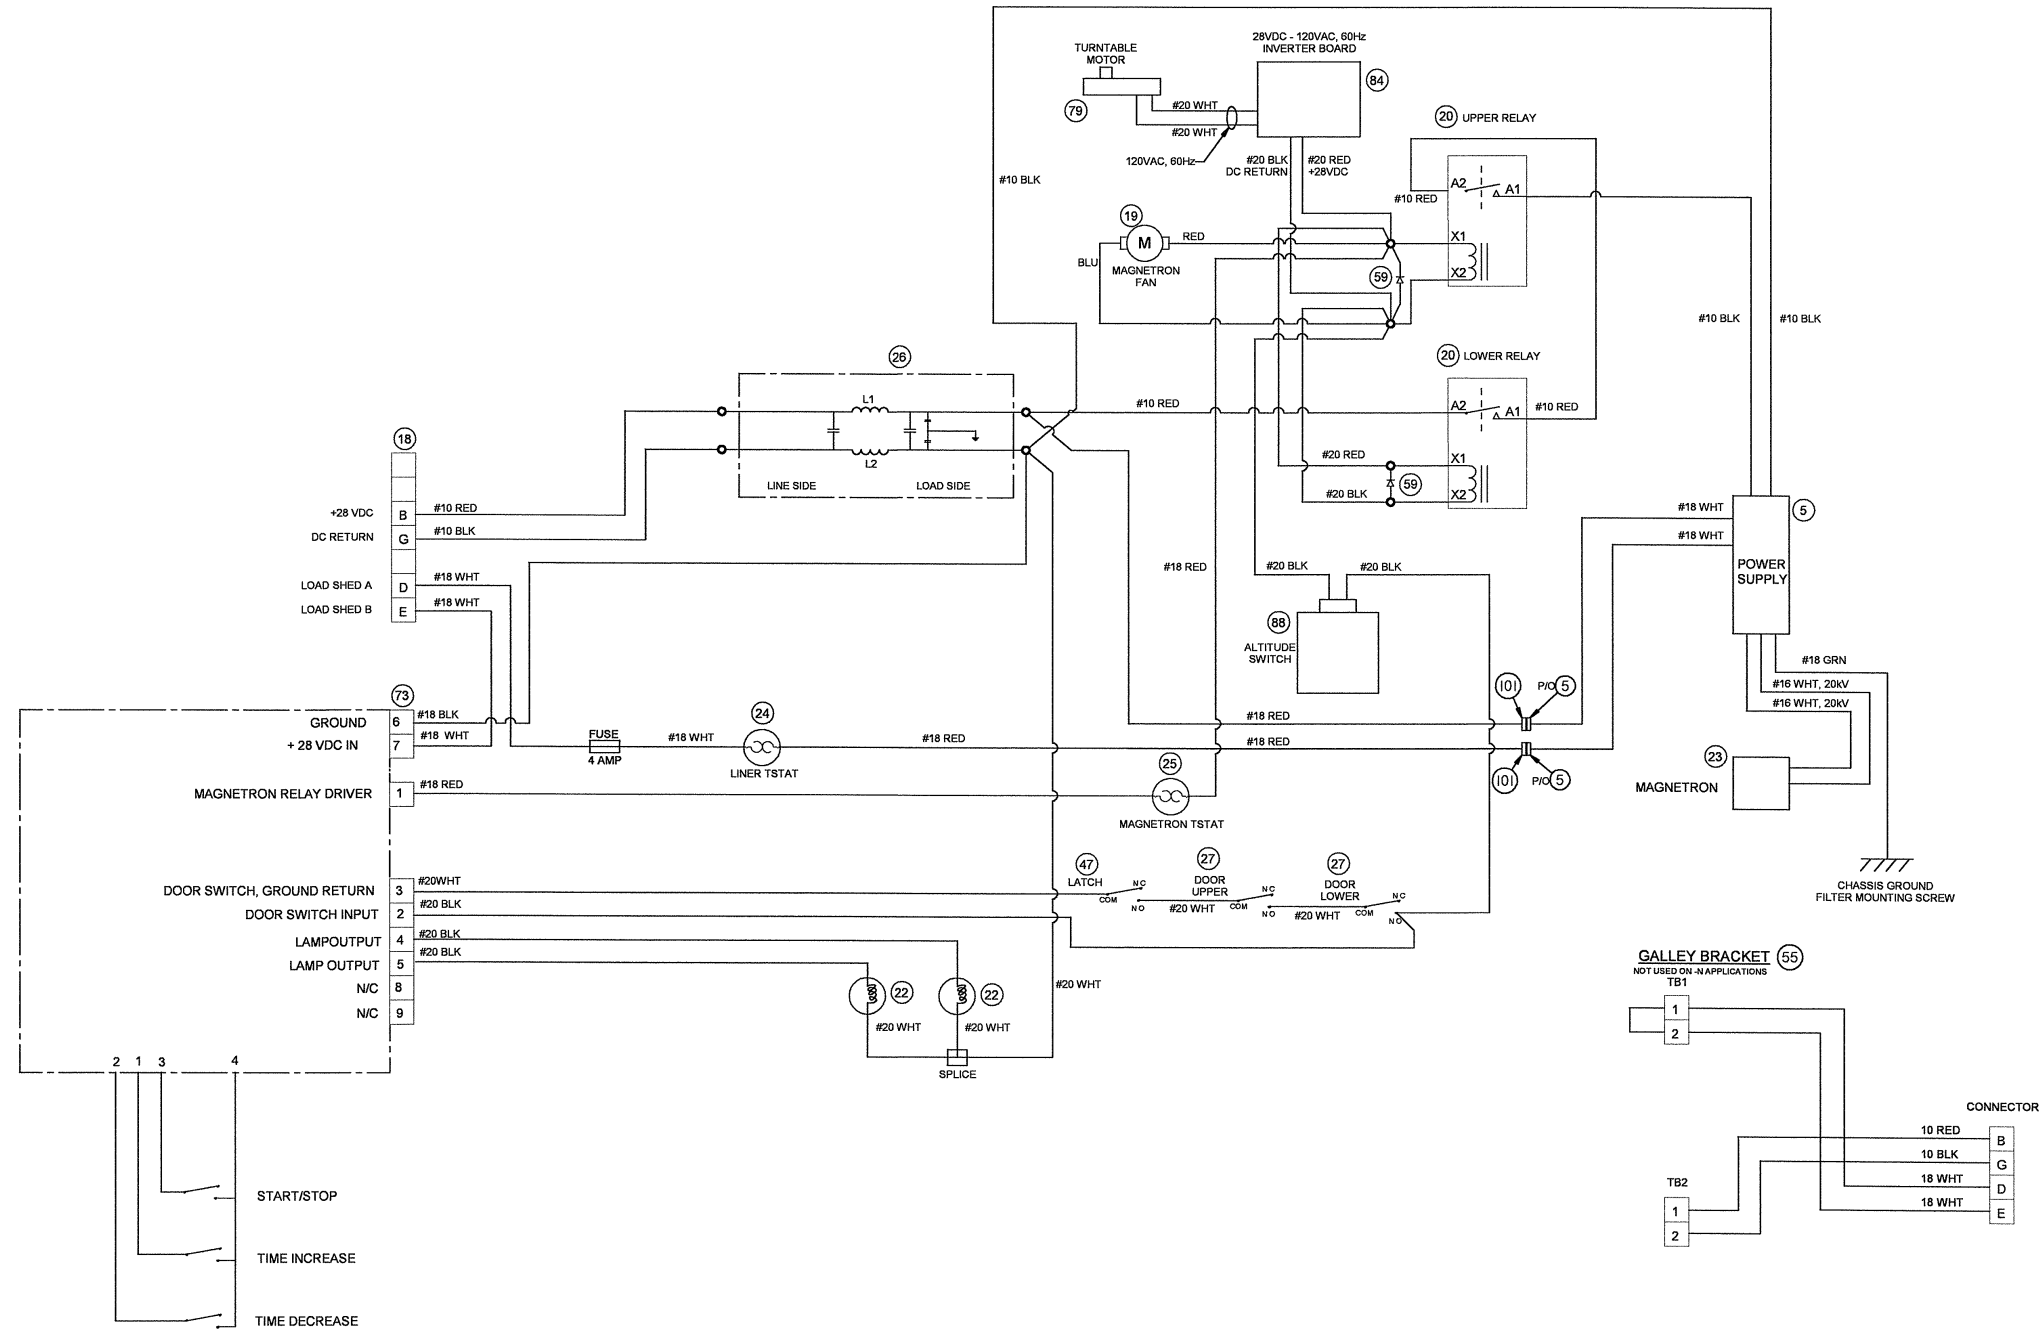 28VDC - 120VAC, 60Hz
INVERTER BOARD
84
TURNTABLE
MOTOR
79
#20 WHT
#20 WHT
120VAC, 60Hz
#20 BLK
DC RETURN
#20 RED
+28VDC
20 UPPER RELAY
A2
A1
#10 RED
X1
X2
#10 BLK
19
M
RED
BLU
MAGNETRON
FAN
59
#10 BLK
#10 BLK
20 LOWER RELAY
A2
A1
#10 RED
#10 RED
X1
X2
#20 RED
59
#20 BLK
26
L1
L2
LINE SIDE
LOAD SIDE
18
+28 VDC
B
#10 RED
DC RETURN
G
#10 BLK
LOAD SHED A
D
#18 WHT
LOAD SHED B
E
#18 WHT
#18 RED
#20 BLK
#20 BLK
88
ALTITUDE
SWITCH
#18 WHT
#18 WHT
5
POWER
SUPPLY
#18 GRN
#16 WHT, 20kV
#16 WHT, 20kV
23
MAGNETRON
CHASSIS GROUND
FILTER MOUNTING SCREW
101
P/O 5
101
P/O 5
73
GROUND
6
#18 BLK
+ 28 VDC IN
7
#18 WHT
FUSE
4 AMP
#18 WHT
24
LINER TSTAT
#18 RED
#18 RED
#18 RED
MAGNETRON RELAY DRIVER
1
#18 RED
25
MAGNETRON TSTAT
DOOR SWITCH, GROUND RETURN
3
#20WHT
DOOR SWITCH INPUT
2
#20 BLK
LAMPOUTPUT
4
#20 BLK
LAMP OUTPUT
5
#20 BLK
N/C
8
N/C
9
47
LATCH
COM
NC
NO
#20 WHT
27
DOOR
UPPER
COM
NC
NO
#20 WHT
27
DOOR
LOWER
COM
NC
NO
22
22
#20 WHT
#20 WHT
#20 WHT
SPLICE
2
1
3
4
START/STOP
TIME INCREASE
TIME DECREASE
GALLEY BRACKET 55
NOT USED ON -N APPLICATIONS
TB1
1
2
TB2
1
2
CONNECTOR
10 RED
B
10 BLK
G
18 WHT
D
18 WHT
E